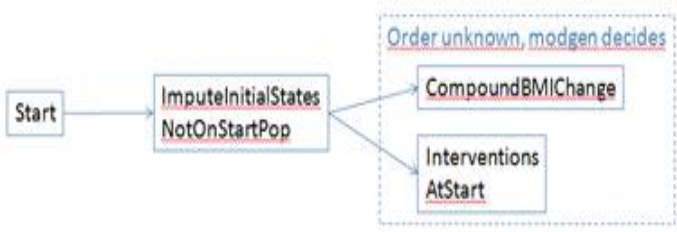 Order unknown, modgen decides
Start
ImputeInitialStates
NotOnStartPop
CompoundBMIChange
Interventions
AtStart